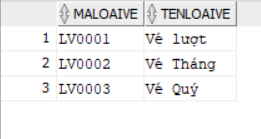 MALOAIVE TENLOAIVE
1 LV0001 Vé lượt
2 LV0002 Vé Tháng
3 LV0003 Vé Quý